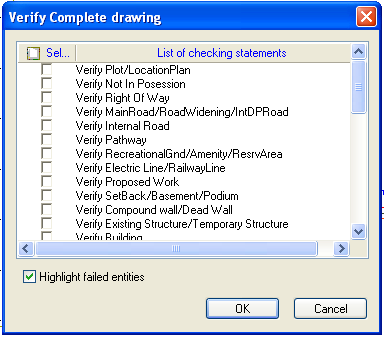 Verify Complete drawing
Sel... List of checking statements
Verify Plot/LocationPlan
Verify Not In Posession
Verify Right Of Way
Verify MainRoad/RoadWidening/IntDPRoad
Verify Internal Road
Verify Pathway
Verify RecreationalGnd/Amenity/ResrvArea
Verify Electric Line/RailwayLine
Verify Proposed Work
Verify SetBack/Basement/Podium
Verify Compound wall/Dead Wall
Verify Existing Structure/Temporary Structure
Verify Building
Highlight failed entities
OK Cancel